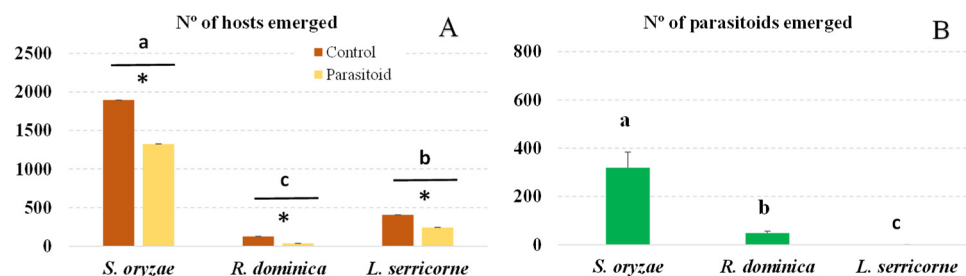 Nº of hosts emerged
A
2500
2000
1500
1000
500
0
a
*
c
*
b
*
Control
Parasitoid
S. oryzae
R. dominica
L. serricorne
Nº of parasitoids emerged
B
800
600
400
200
0
a
b
c
S. oryzae
R. dominica
L. serricorne